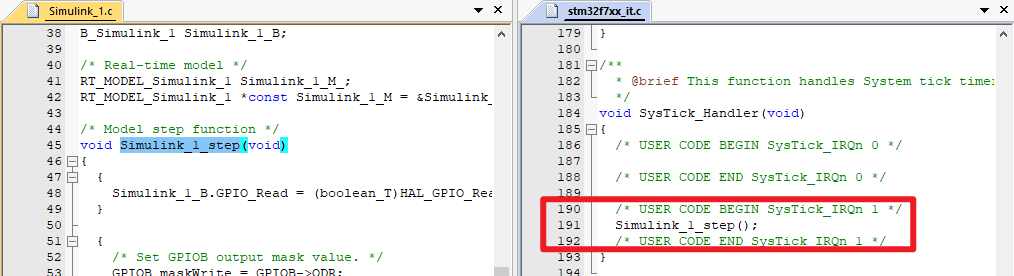 Simulink_1.c
38 B_Simulink_1 Simulink_1_B;
39
40 /* Real-time model */
41 RT_MODEL_Simulink_1 Simulink_1_M_;
42 RT_MODEL_Simulink_1 *const Simulink_1_M = &Simulink_
43
44 /* Model step function */
45 void Simulink_1_step(void)
46 {
47 {
48 Simulink_1_B.GPIO_Read = (boolean_T)HAL_GPIO_Rea
49 }
50
51 {
52 /* Set GPIOB output mask value. */
53 GPIOB_maskWrite = GPIOB->ODR;
stm32f7xx_it.c
179 }
180
181 /**
182 * @brief This function handles System tick timer
183 */
184 void SysTick_Handler(void)
185 {
186 /* USER CODE BEGIN SysTick_IRQn 0 */
187
188 /* USER CODE END SysTick_IRQn 0 */
189
190 /* USER CODE BEGIN SysTick_IRQn 1 */
191 Simulink_1_step();
192 /* USER CODE END SysTick_IRQn 1 */
193 }
194